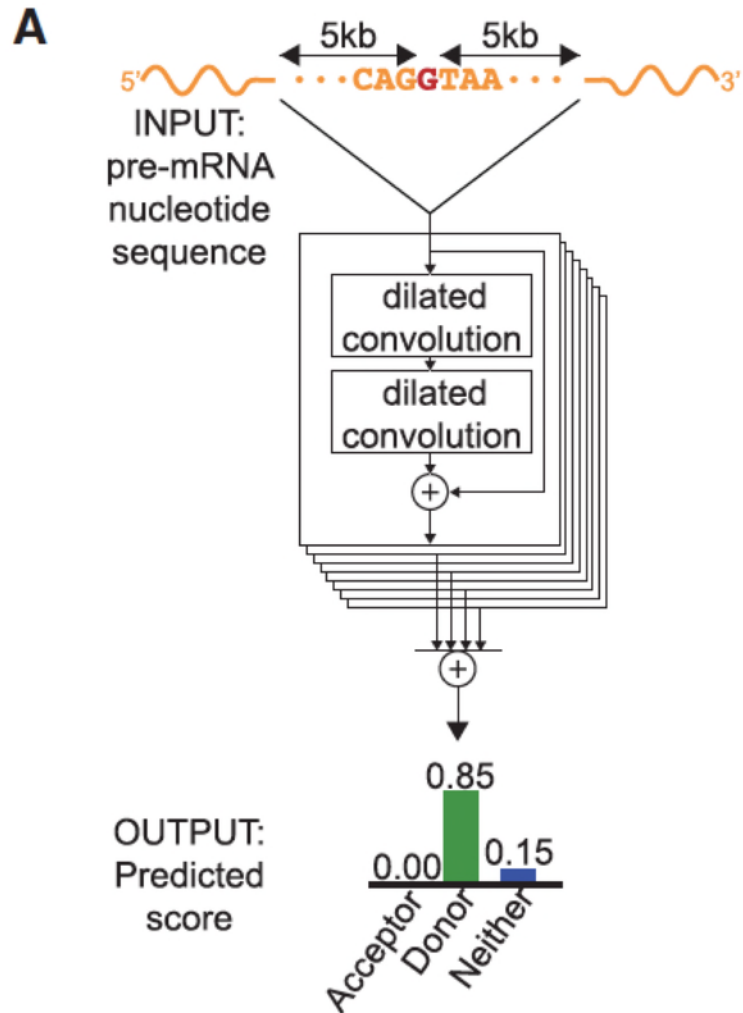 A
5kb 5kb
5' ···CAGGTAA··· 3'
INPUT:
pre-mRNA
nucleotide
sequence
dilated
convolution
dilated
convolution
+
+
OUTPUT:
Predicted
score
0.00 0.85 0.15
Acceptor Donor Neither